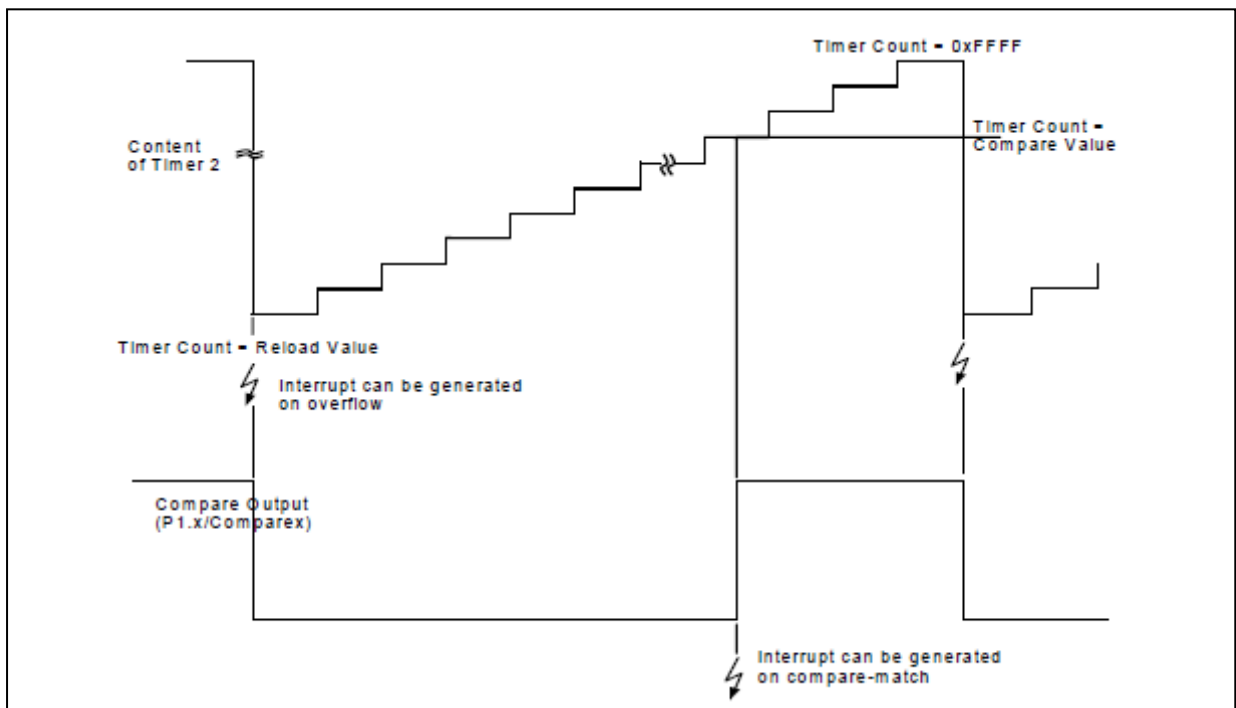 Timer Count = 0xFFFF
Content
of Timer 2
Timer Count =
Compare Value
Timer Count = Reload Value
Interrupt can be generated
on overflow
Compare Output
(P1.x/Comparex)
Interrupt can be generated
on compare-match